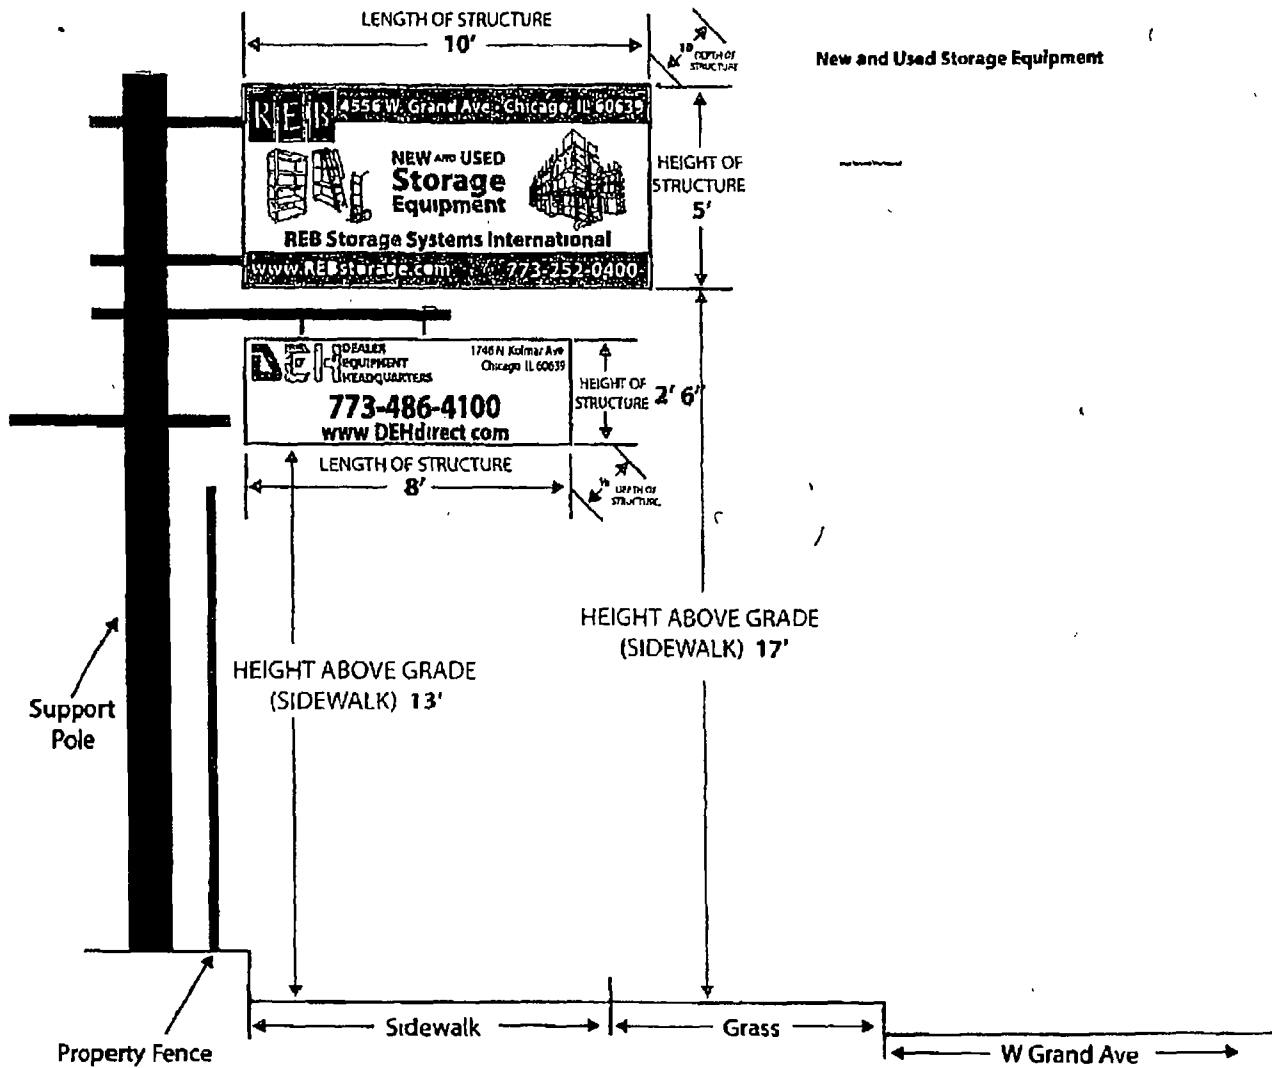 LENGTH OF STRUCTURE
10'
DEPTH OF
STRUCTURE
New and Used Storage Equipment
REB
4556 W. Grand Ave Chicago, IL 60639
NEW AND USED
Storage
Equipment
REB Storage Systems International
www.REBstorage.com 773-252-0400
HEIGHT OF
STRUCTURE
5'
DEH
DEALER
EQUIPMENT
HEADQUARTERS
1746 N Kolmar Ave
Chicago IL 60639
773-486-4100
www DEHdirect com
HEIGHT OF
STRUCTURE 2' 6"
LENGTH OF STRUCTURE
8'
DEPTH OF
STRUCTURE
HEIGHT ABOVE GRADE
(SIDEWALK) 17'
HEIGHT ABOVE GRADE
(SIDEWALK) 13'
Support
Pole
Property Fence
Sidewalk
Grass
W Grand Ave